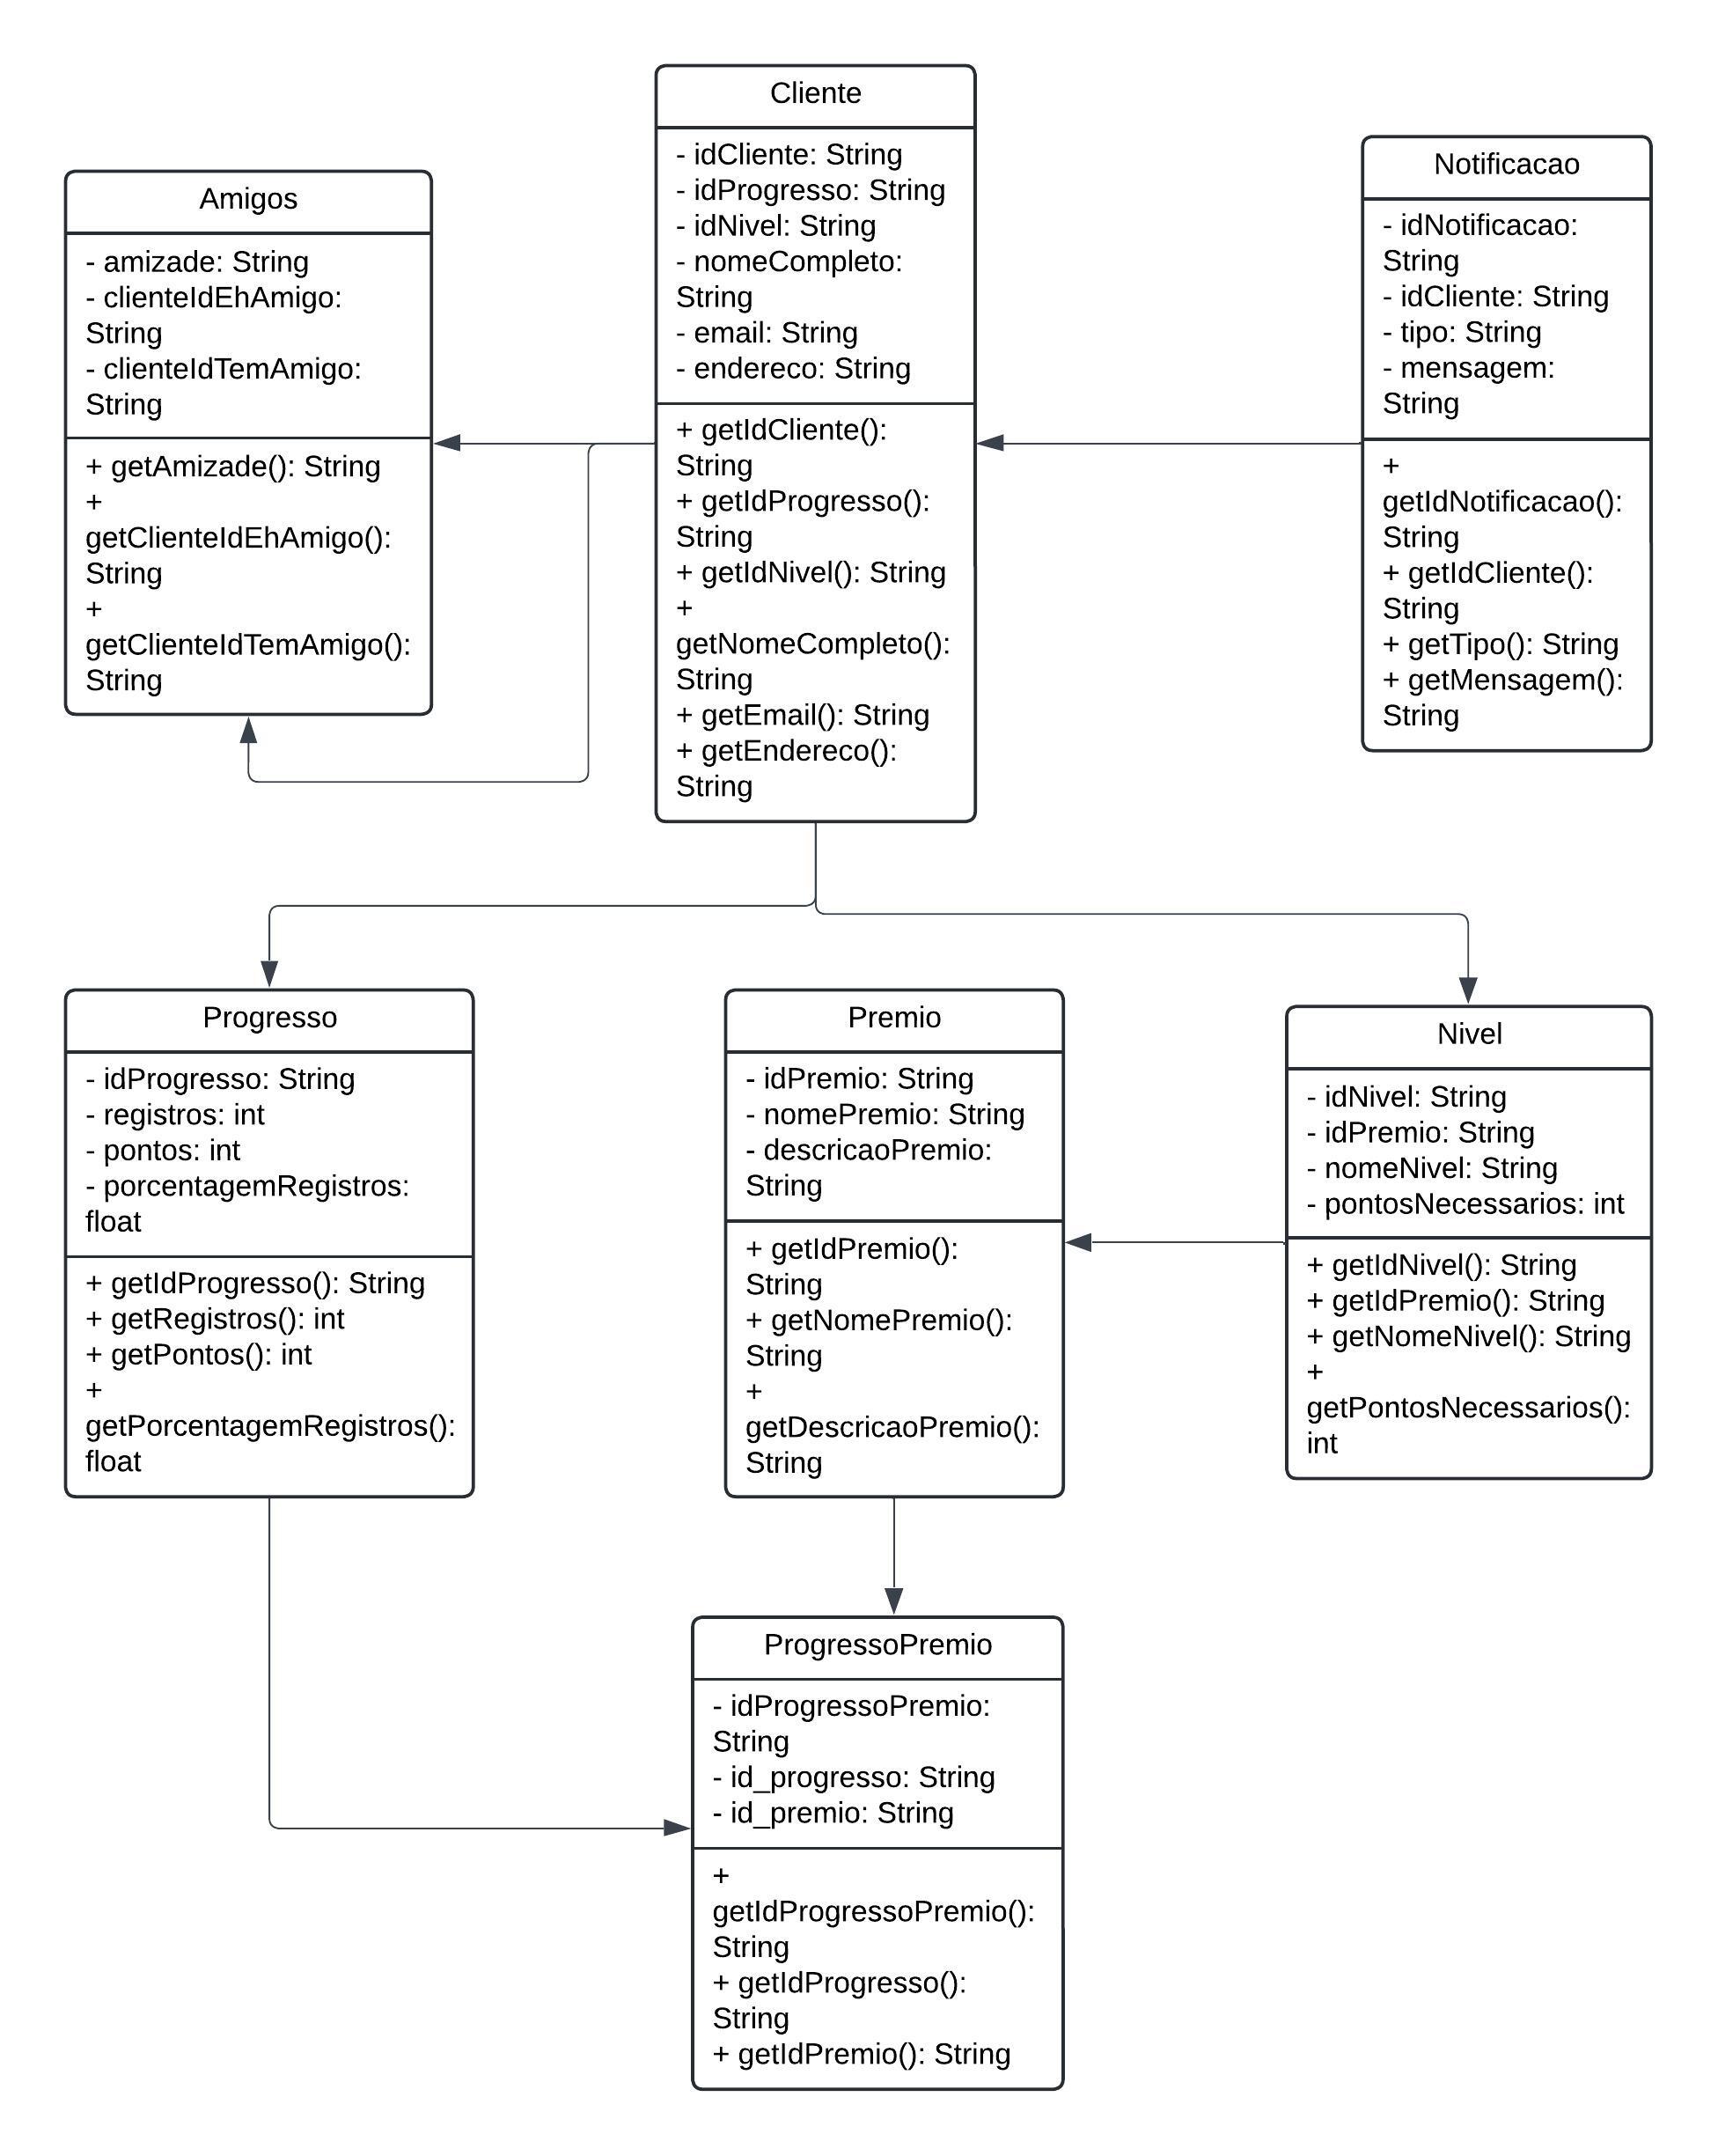 Cliente
- idCliente: String
- idProgresso: String
- idNivel: String
- nomeCompleto:
String
- email: String
- endereco: String
+ getIdCliente():
String
+ getIdProgresso():
String
+ getIdNivel(): String
+
getNomeCompleto():
String
+ getEmail(): String
+ getEndereco():
String
Amigos
- amizade: String
- clienteIdEhAmigo:
String
- clienteIdTemAmigo:
String
+ getAmizade(): String
+
getClienteIdEhAmigo():
String
+
getClienteIdTemAmigo():
String
Notificacao
- idNotificacao:
String
- idCliente: String
- tipo: String
- mensagem:
String
+
getIdNotificacao():
String
+ getIdCliente():
String
+ getTipo(): String
+ getMensagem():
String
Progresso
- idProgresso: String
- registros: int
- pontos: int
- porcentagemRegistros:
float
+ getIdProgresso(): String
+ getRegistros(): int
+ getPontos(): int
+
getPorcentagemRegistros():
float
Premio
- idPremio: String
- nomePremio: String
- descricaoPremio:
String
+ getIdPremio():
String
+ getNomePremio():
String
+
getDescricaoPremio():
String
Nivel
- idNivel: String
- idPremio: String
- nomeNivel: String
- pontosNecessarios: int
+ getIdNivel(): String
+ getIdPremio(): String
+ getNomeNivel(): String
+
getPontosNecessarios():
int
ProgressoPremio
- idProgressoPremio:
String
- id_progresso: String
- id_premio: String
+
getIdProgressoPremio():
String
+ getIdProgresso():
String
+ getIdPremio(): String